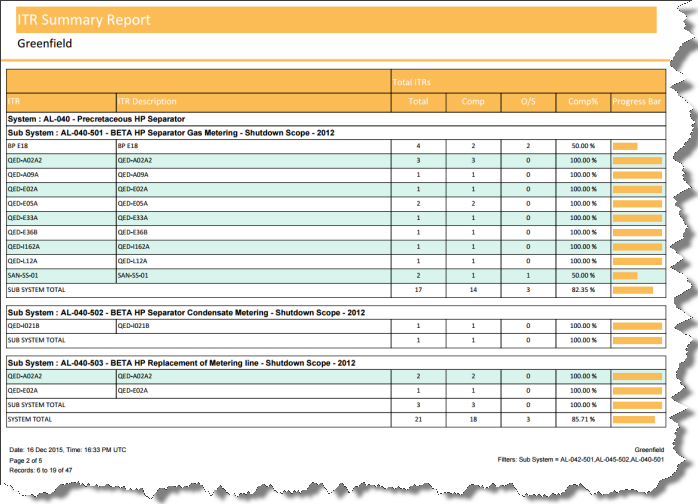 ITR Summary Report
Greenfield
Total ITRs
ITR ITR Description Total Comp O/S Comp% Progress Bar
System : AL-040 - Precretaceous HP Separator
Sub System : AL-040-501 - BETA HP Separator Gas Metering - Shutdown Scope - 2012
BP E18 BP E18 4 2 2 50.00 %
QED-A02A2 QED-A02A2 3 3 0 100.00 %
QED-A09A QED-A09A 1 1 0 100.00 %
QED-E02A QED-E02A 1 1 0 100.00 %
QED-E05A QED-E05A 2 2 0 100.00 %
QED-E33A QED-E33A 1 1 0 100.00 %
QED-E36B QED-E36B 1 1 0 100.00 %
QED-I162A QED-I162A 1 1 0 100.00 %
QED-L12A QED-L12A 1 1 0 100.00 %
SAN-SS-01 SAN-SS-01 2 1 1 50.00 %
SUB SYSTEM TOTAL 17 14 3 82.35 %
Sub System : AL-040-502 - BETA HP Separator Condensate Metering - Shutdown Scope - 2012
QED-I021B QED-I021B 1 1 0 100.00 %
SUB SYSTEM TOTAL 1 1 0 100.00 %
Sub System : AL-040-503 - BETA HP Replacement of Metering line - Shutdown Scope - 2012
QED-A02A2 QED-A02A2 2 2 0 100.00 %
QED-E02A QED-E02A 1 1 0 100.00 %
SUB SYSTEM TOTAL 3 3 0 100.00 %
SYSTEM TOTAL 21 18 3 85.71 %
Date: 16 Dec 2015, Time: 16:33 PM UTC Greenfield
Page 2 of 5 Filters: Sub System = AL-042-501,AL-045-502,AL-040-501
Records: 6 to 19 of 47